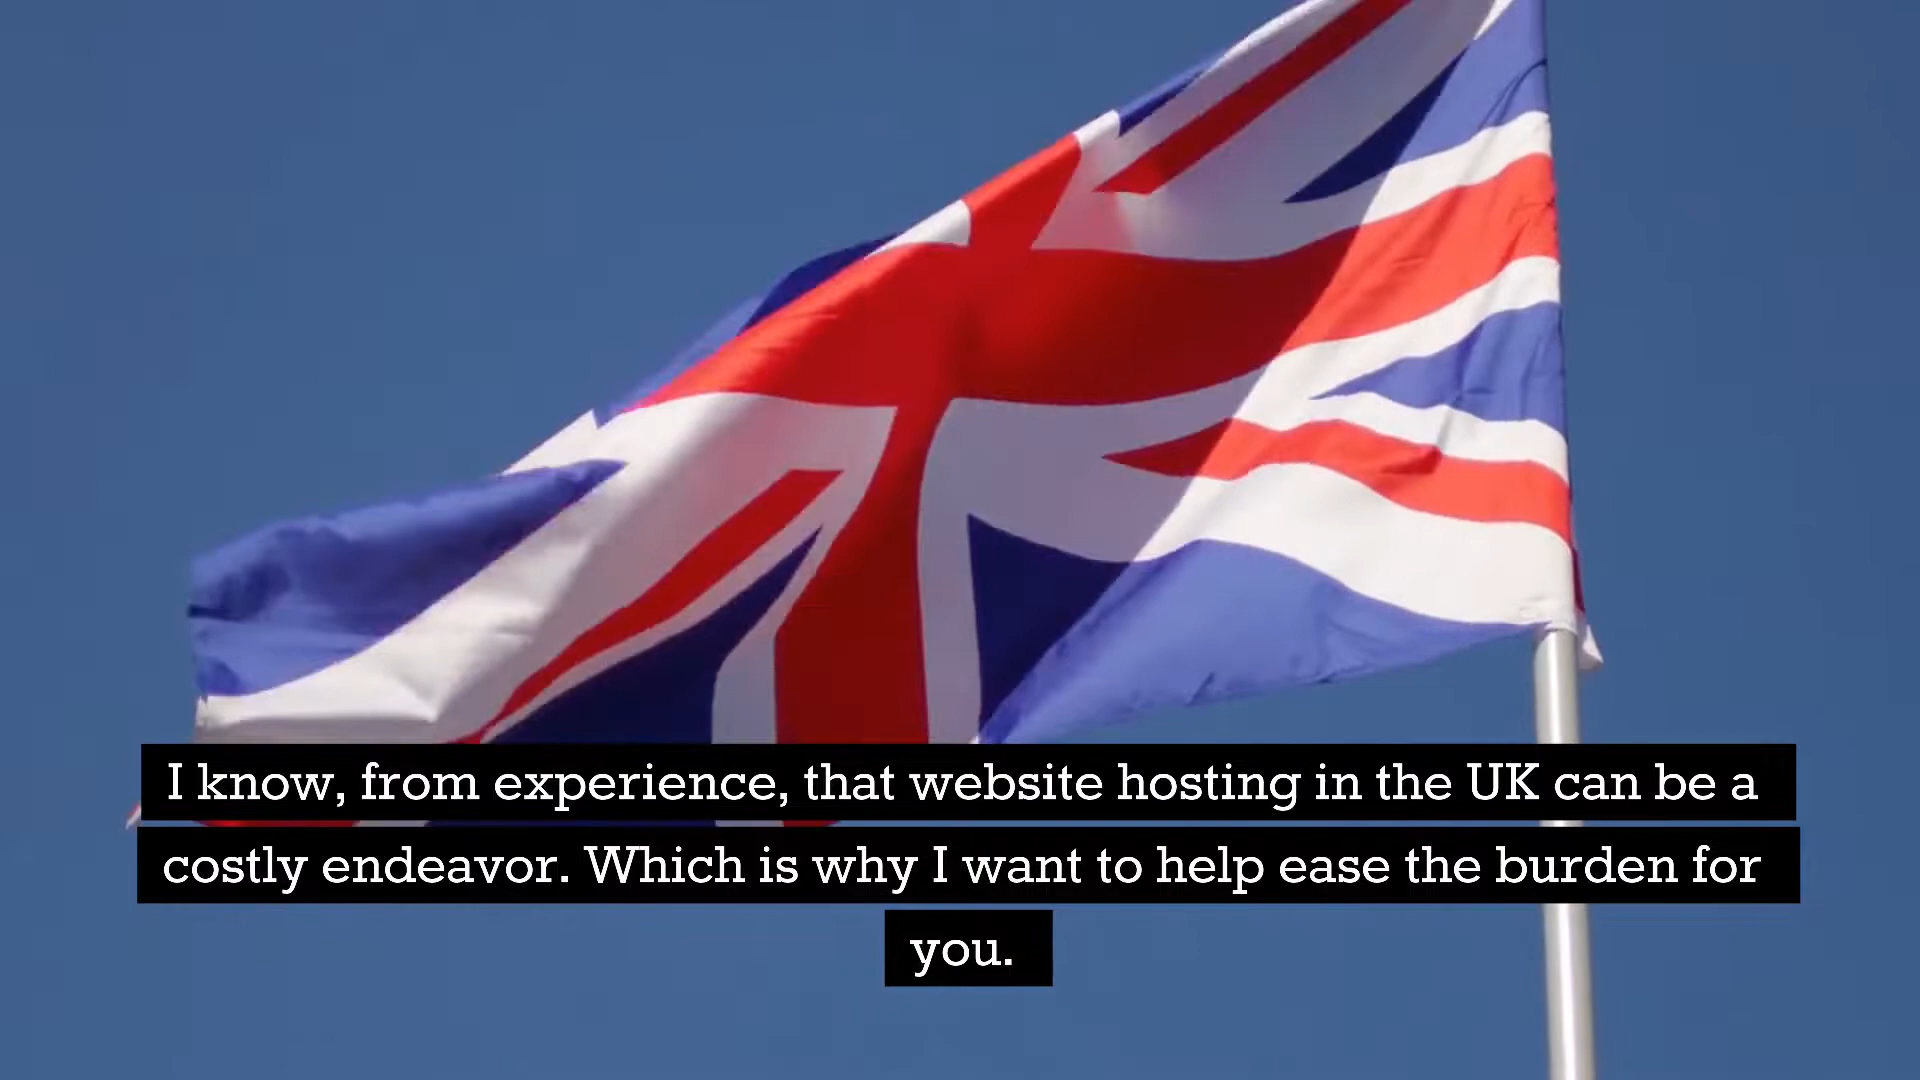 I know, from experience, that website hosting in the UK can be a
costly endeavor. Which is why I want to help ease the burden for
you.